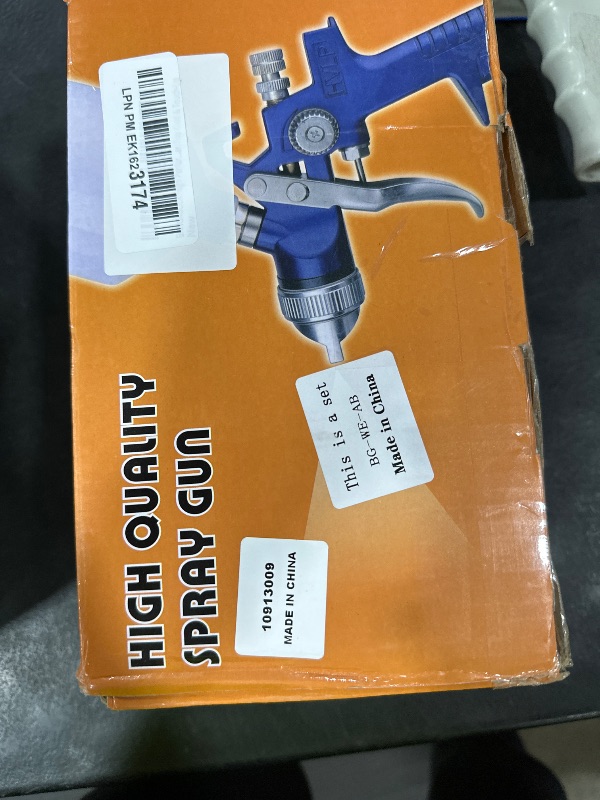 LPN PM EK1623174
HIGH QUALITY
SPRAY GUN
This is a set
BG-WE-AB
Made in China
10913009
MADE IN CHINA